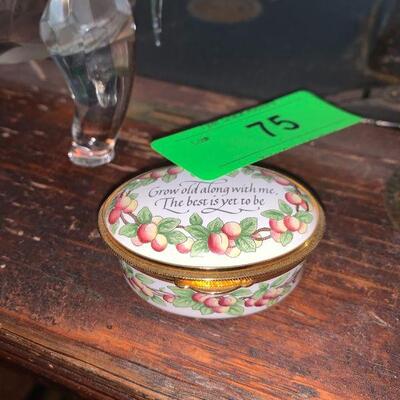 75
Grow old along with me,
The best is yet to be